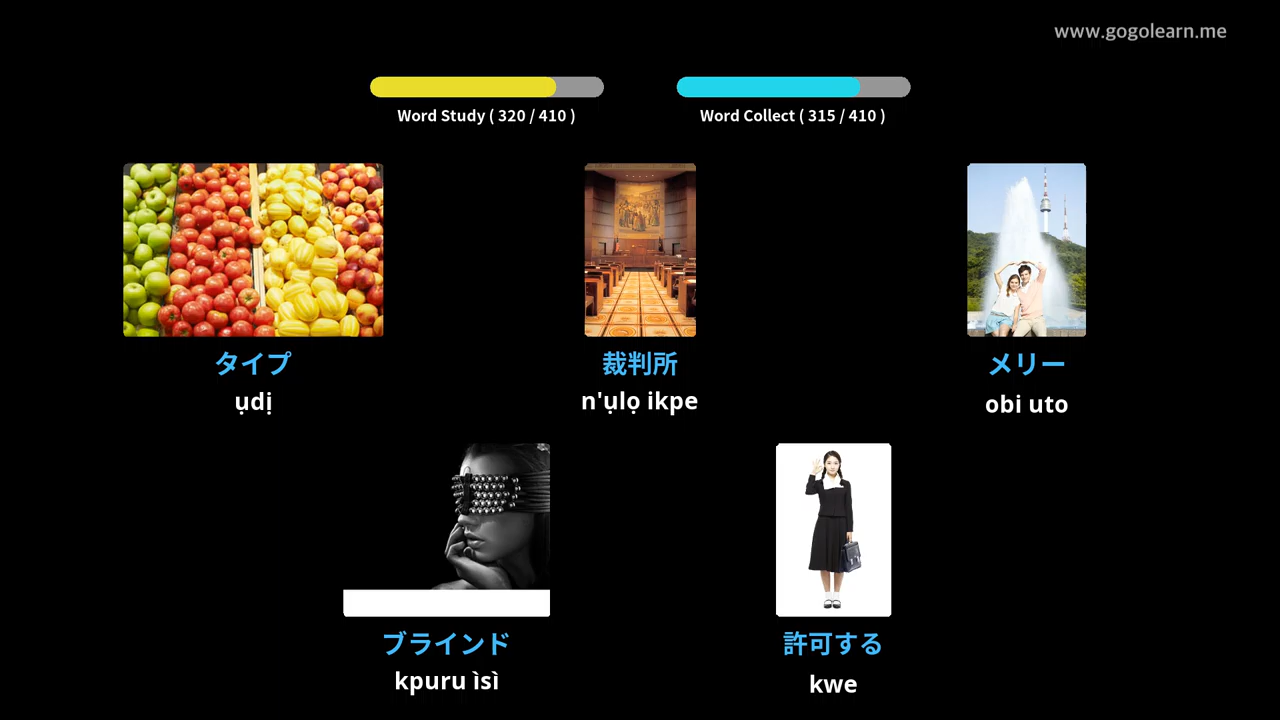 www.gogolearn.me
Word Study ( 320 / 410 )
Word Collect ( 315 / 410 )
タイプ
ụdị
裁判所
n'ụlọ ikpe
メリー
obi uto
ブラインド
kpuru ìsì
許可する
kwe